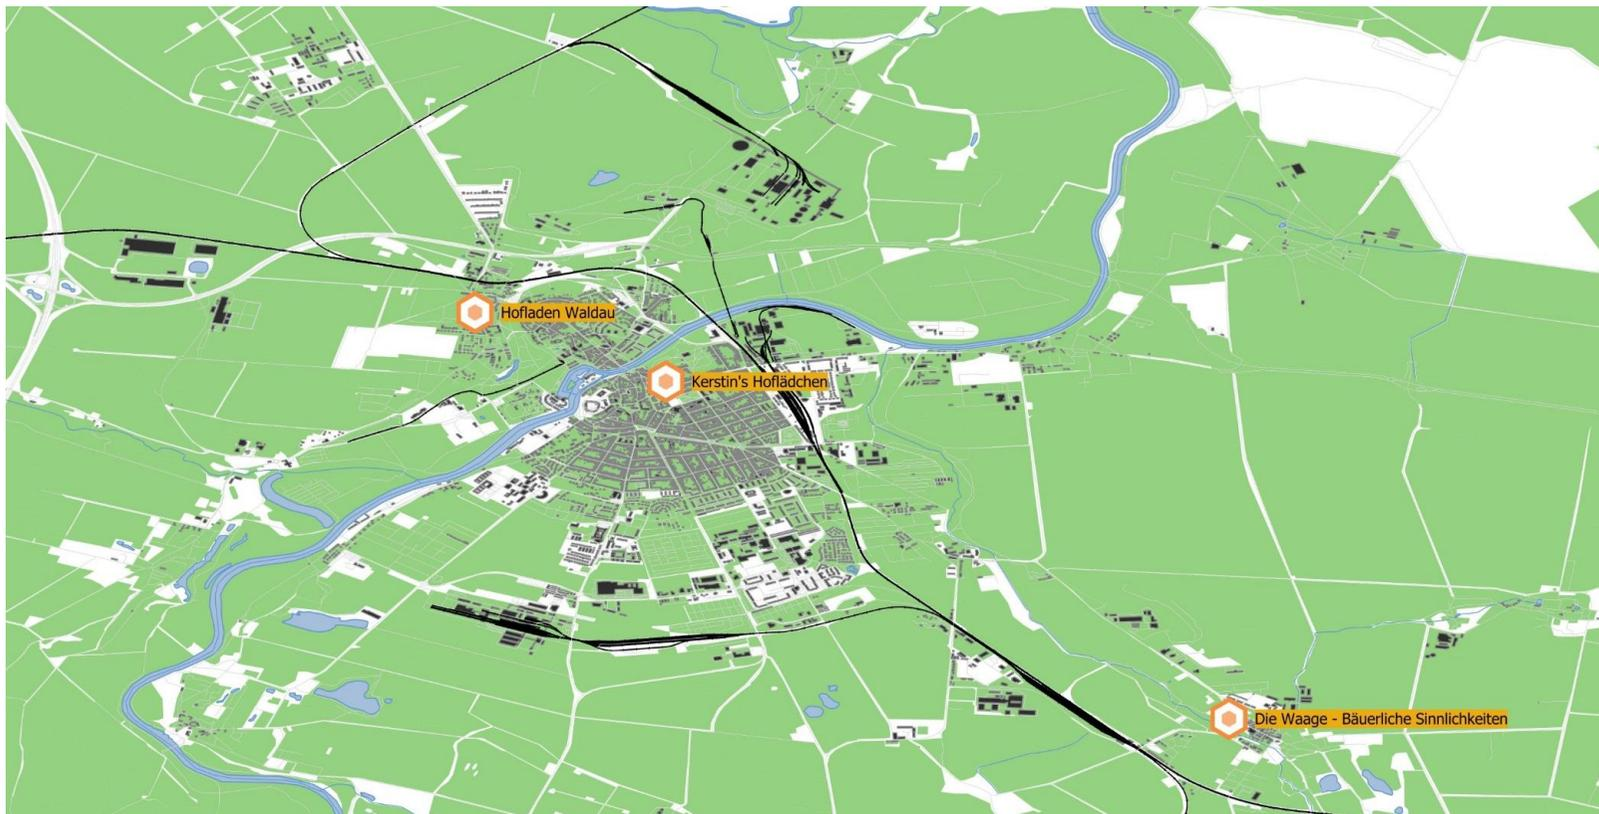 Hofladen Waldau
Kerstin's Hoflädchen
Die Waage - Bäuerliche Sinnlichkeiten